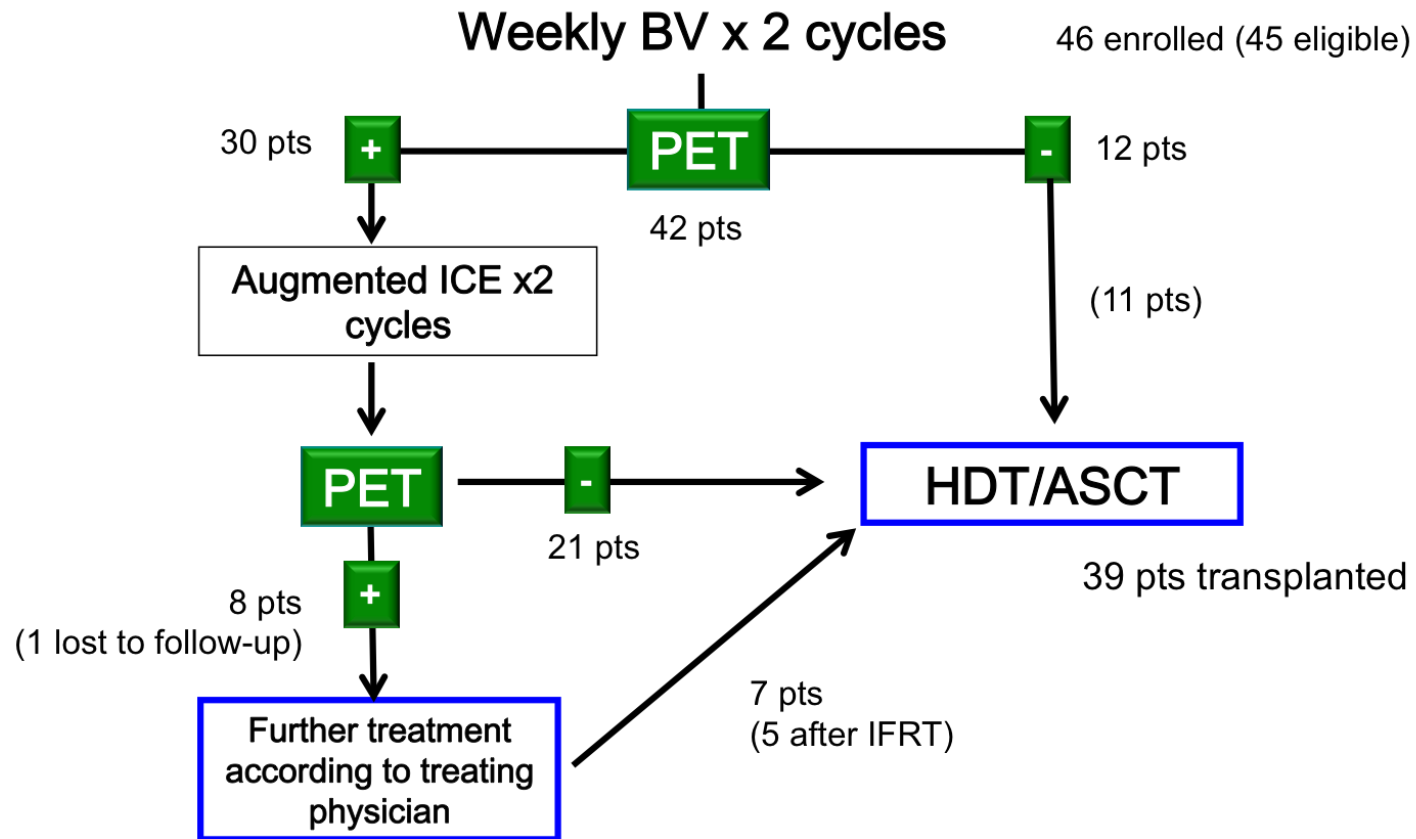 Weekly BV x 2 cycles
46 enrolled (45 eligible)
30 pts
+
PET
-
12 pts
42 pts
Augmented ICE x2
cycles
(11 pts)
PET
-
HDT/ASCT
21 pts
39 pts transplanted
8 pts
(1 lost to follow-up)
+
7 pts
(5 after IFRT)
Further treatment
according to treating
physician